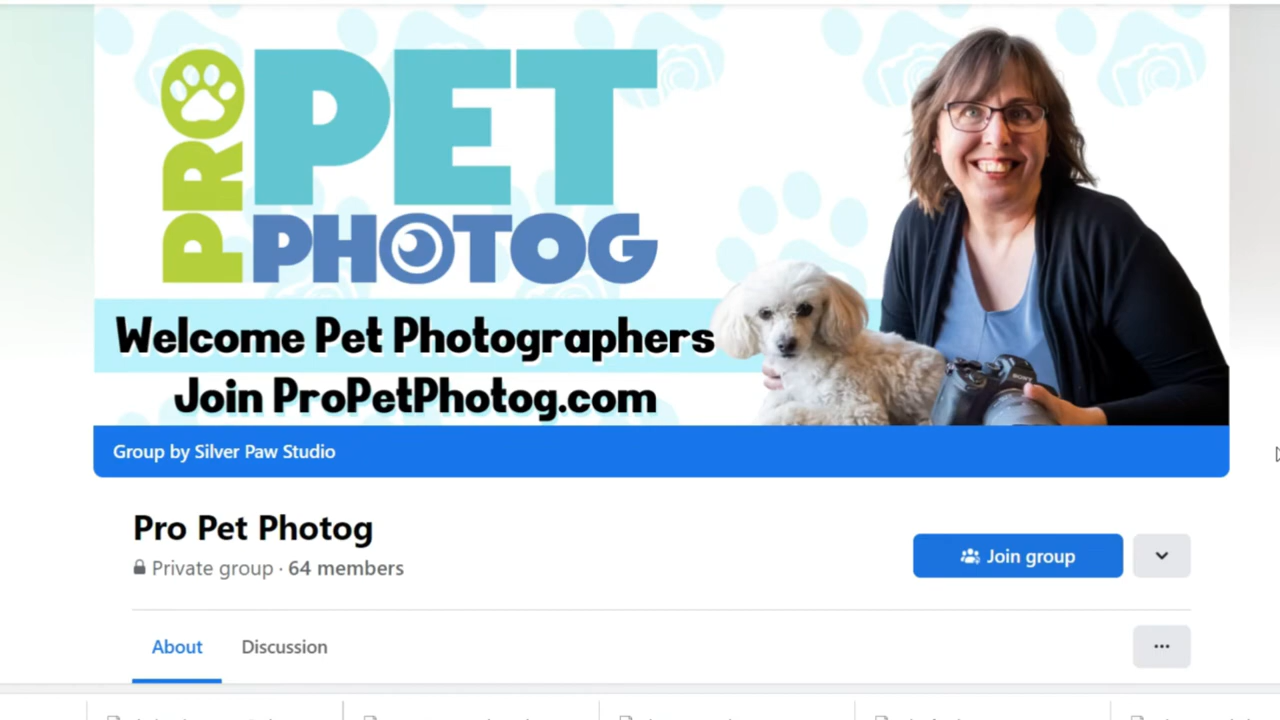 PRO PET
PHOTOG
Welcome Pet Photographers
Join ProPetPhotog.com
Group by Silver Paw Studio
Pro Pet Photog
Private group · 64 members
Join group
About Discussion